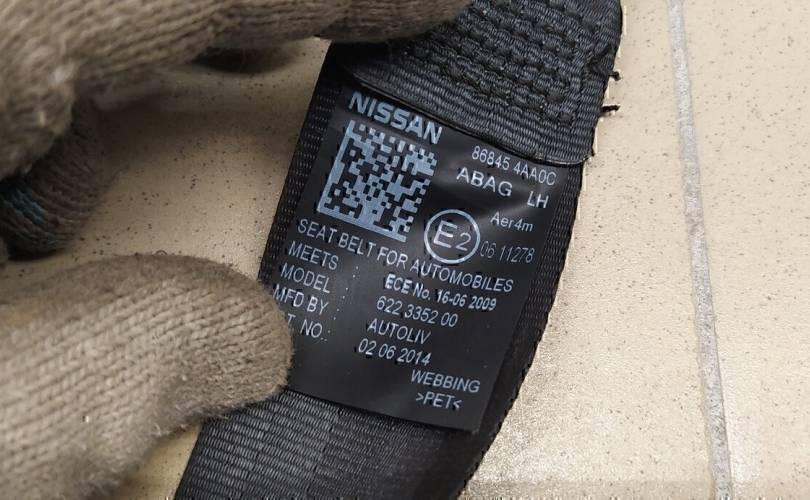 NISSAN
86845 4AA0C
ABAG LH
Aer4m
E2 06 11278
SEAT BELT FOR AUTOMOBILES
MEETS : ECE No. 16-06 2009
MODEL : 622 3352 00
MFD BY : AUTOLIV
T. NO.: 02 06 2014
WEBBING
>PET<